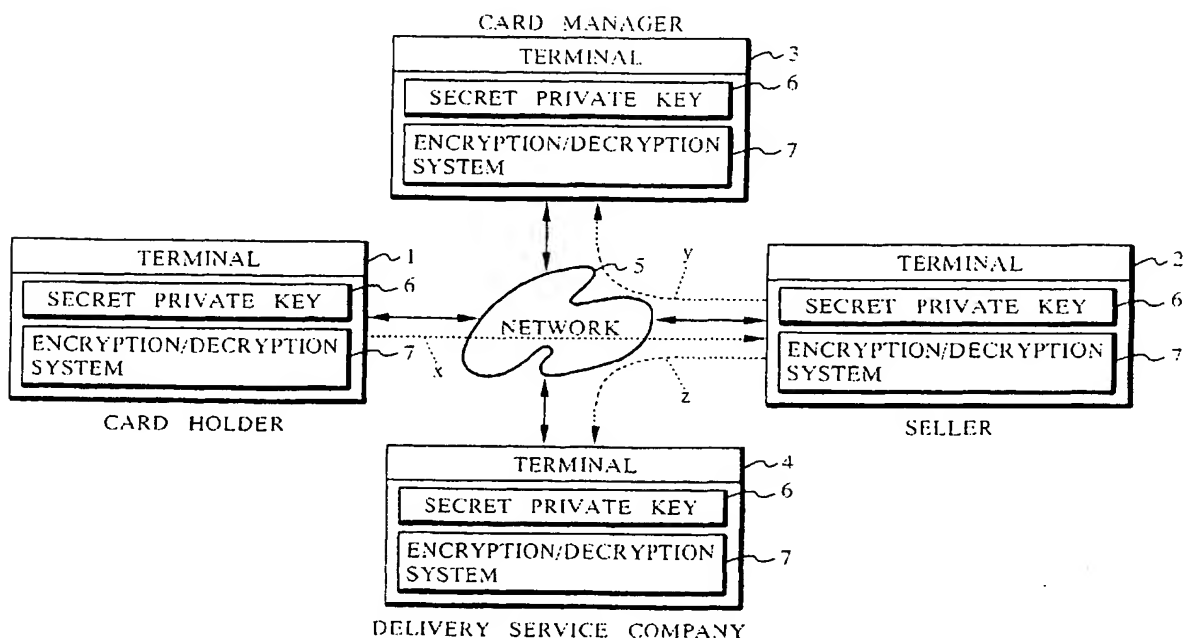 CARD MANAGER
TERMINAL
3
SECRET PRIVATE KEY
6
ENCRYPTION/DECRYPTION
SYSTEM
7
TERMINAL
1
SECRET PRIVATE KEY
6
ENCRYPTION/DECRYPTION
SYSTEM
7
CARD HOLDER
5
NETWORK
x
y
z
TERMINAL
2
SECRET PRIVATE KEY
6
ENCRYPTION/DECRYPTION
SYSTEM
7
SELLER
TERMINAL
4
SECRET PRIVATE KEY
6
ENCRYPTION/DECRYPTION
SYSTEM
7
DELIVERY SERVICE COMPANY